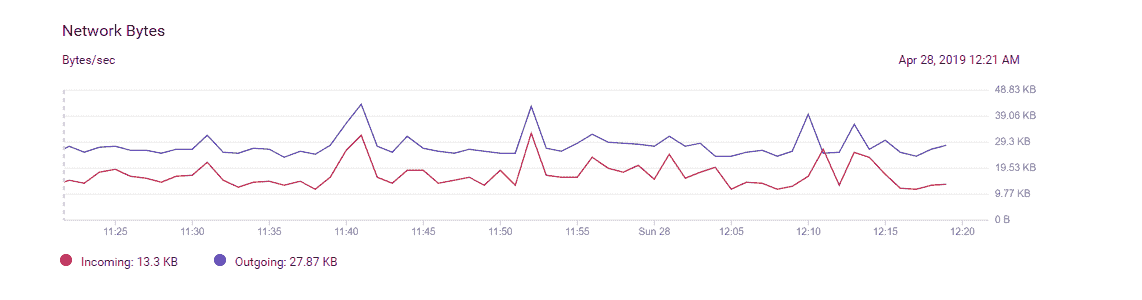 Network Bytes
Bytes/sec Apr 28, 2019 12:21 AM
48.83 KB
39.06 KB
29.3 KB
19.53 KB
9.77 KB
0 B
11:25 11:30 11:35 11:40 11:45 11:50 11:55 Sun 28 12:05 12:10 12:15 12:20
Incoming: 13.3 KB Outgoing: 27.87 KB